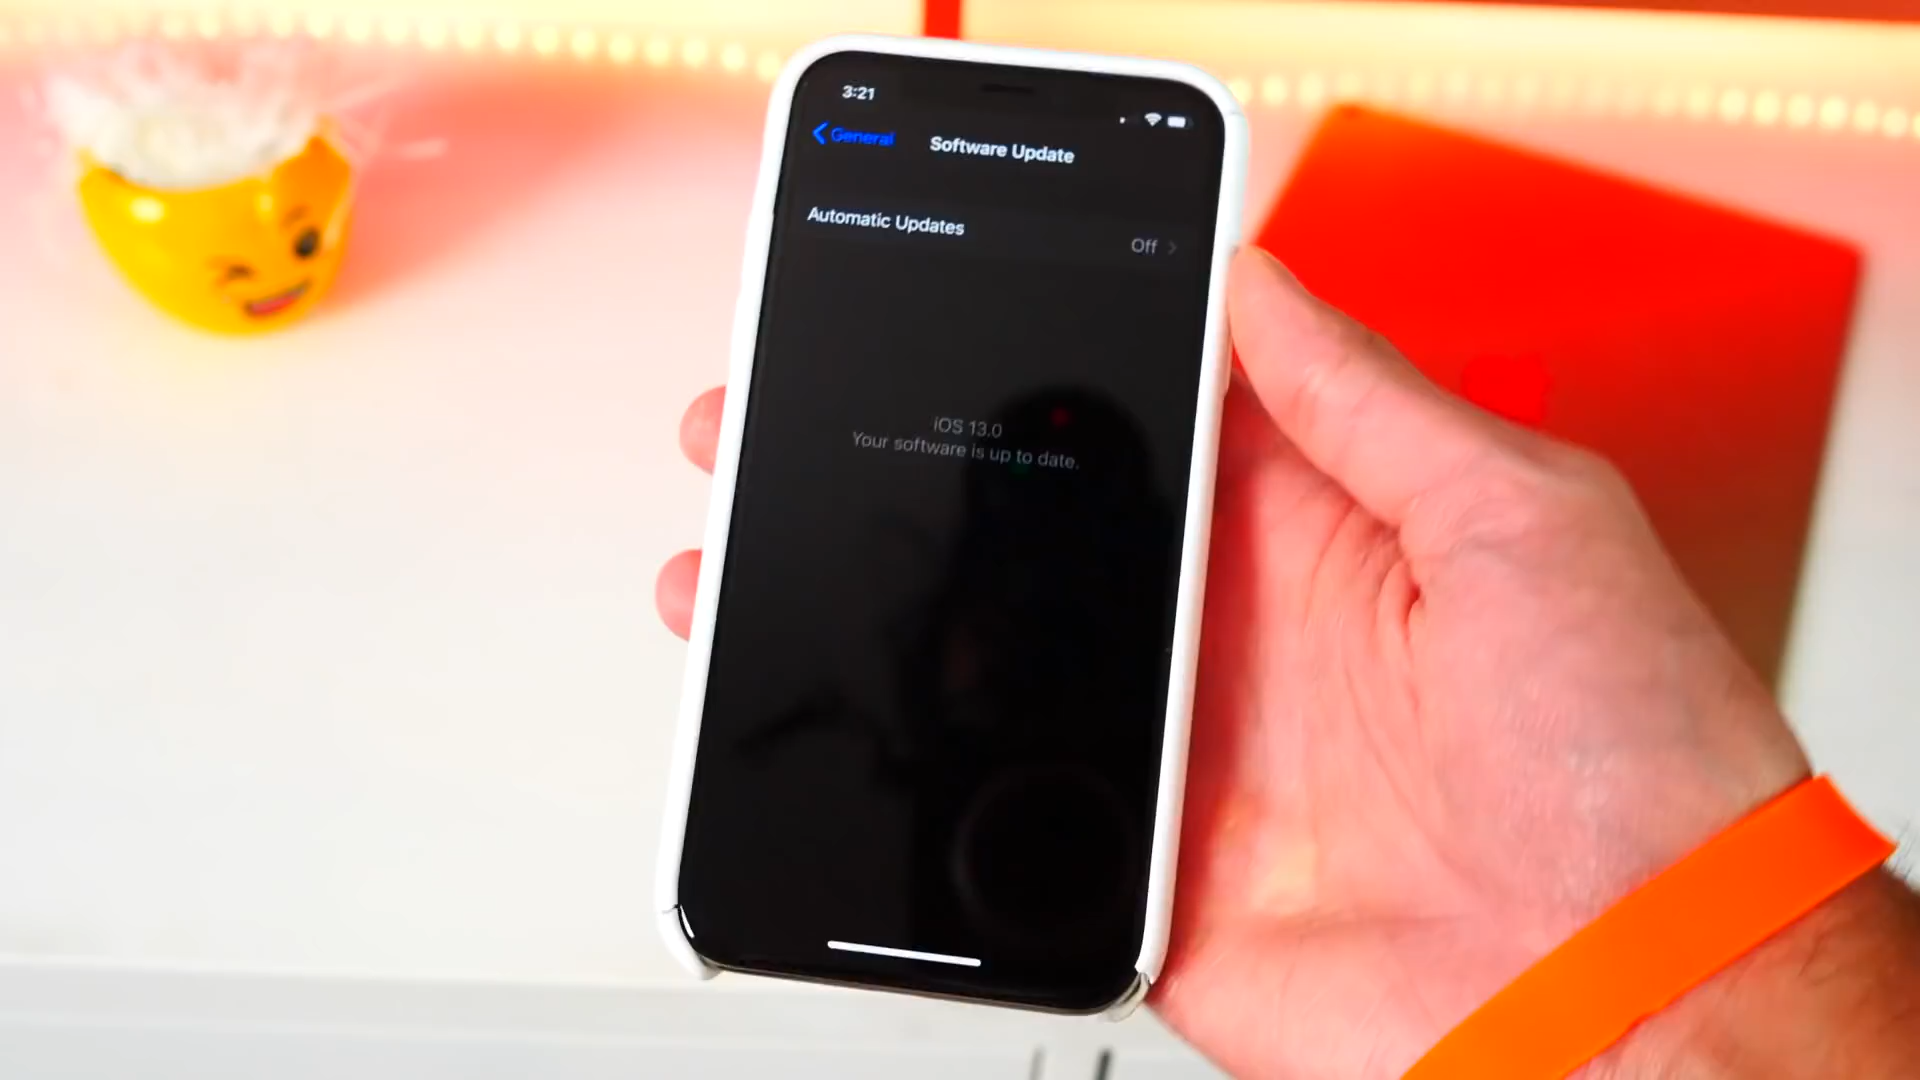 3:21
General
Software Update
Automatic Updates
Off
iOS 13.0
Your software is up to date.